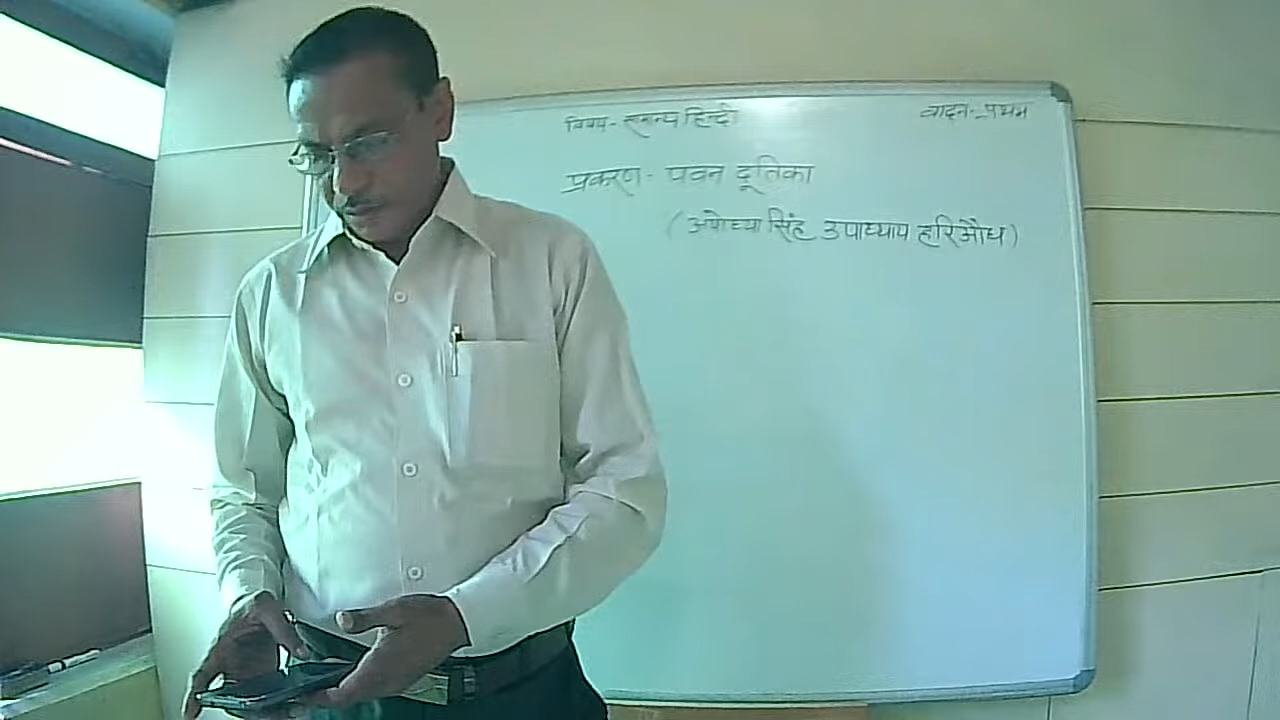 विषय- सामान्य हिन्दी
वादन- प्रथम
प्रकरण- पवन दूतिका
(अयोध्या सिंह उपाध्याय हरिऔध)